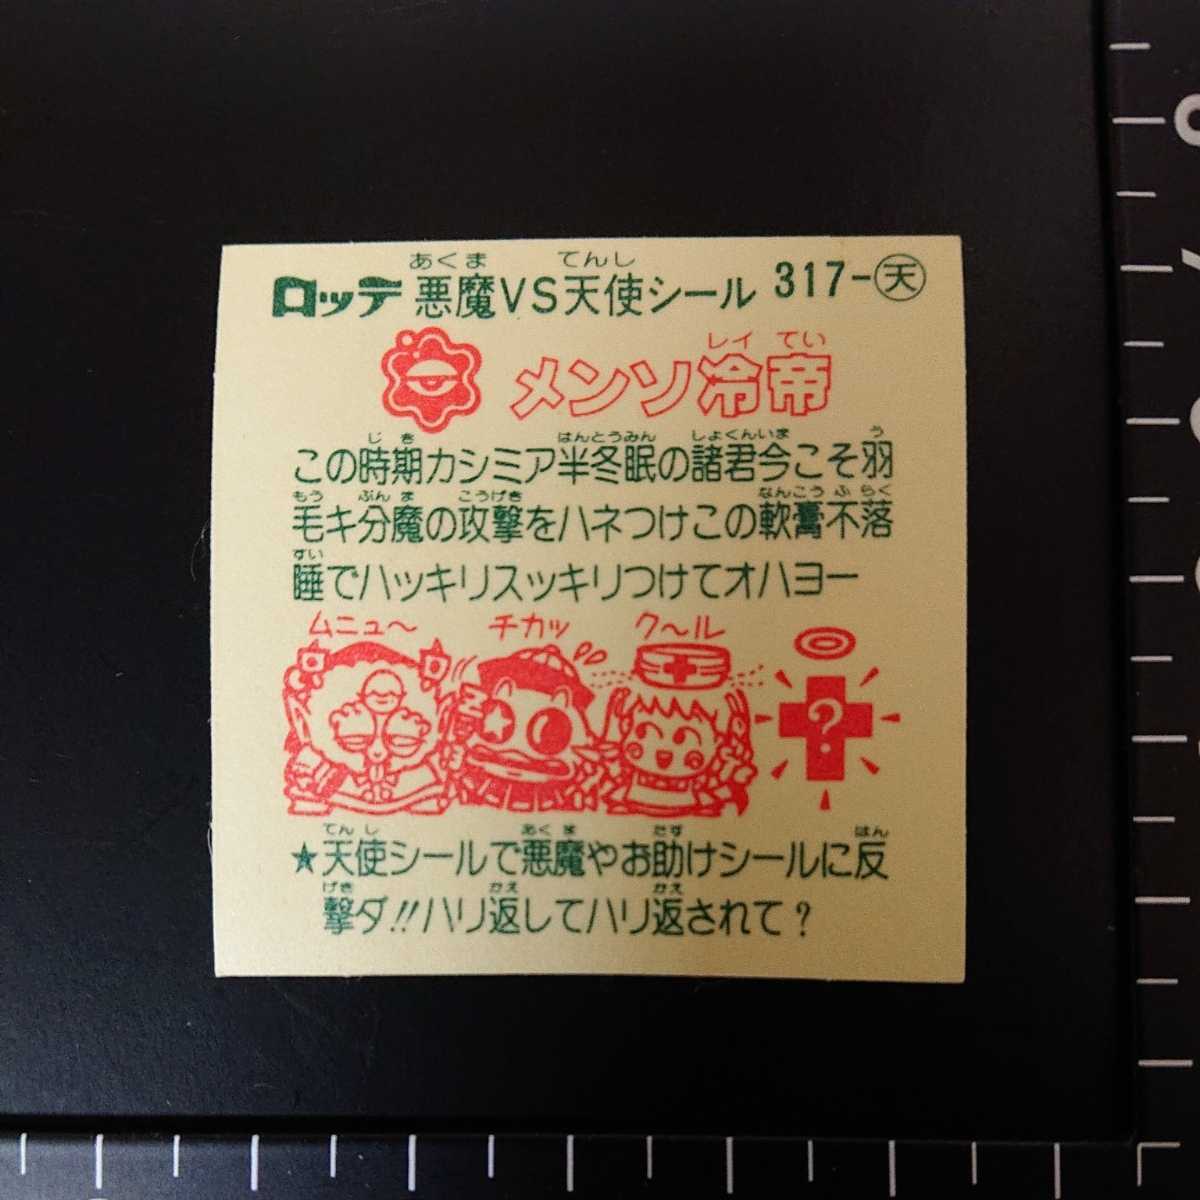 ロッテ 悪魔VS天使シール 317-㊝
あくま てんし
メンソ冷帝
レイ てい
この時期カシミア半冬眠の諸君今こそ羽
じき はんとうみん しょくんいま う
毛キ分魔の攻撃をハネつけこの軟膏不落
もう ぶんま こうげき なんこうふらく
睡でハッキリスッキリつけてオハヨー
すい
ムニュ〜 チカッ ク〜ル
?
★天使シールで悪魔やお助けシールに反
てんし あくま たす はん
撃ダ!!ハリ返してハリ返されて?
げき かえ かえ